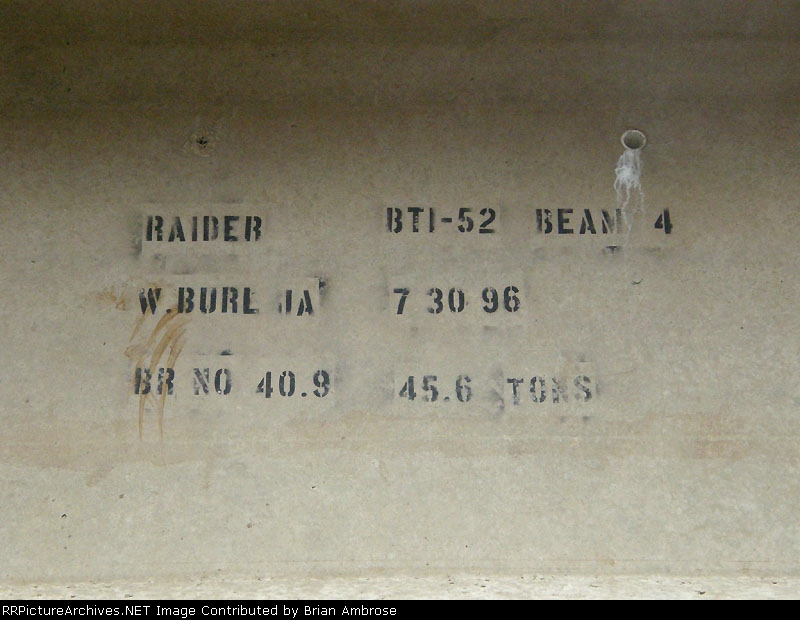 RAIDER BTI-52 BEAM 4
W.BURL IA 7 30 96
BR NO 40.9 45.6 TONS
RRPictureArchives.NET Image Contributed by Brian Ambrose